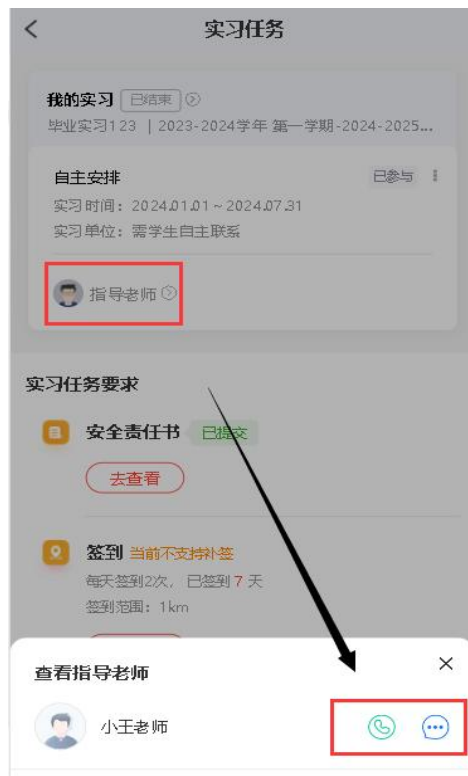 实习任务
我的实习 已结束
毕业实习123 | 2023-2024学年 第一学期-2024-2025...
自主安排 已参与
实习时间：2024.01.01～2024.07.31
实习单位：需学生自主联系
指导老师
实习任务要求
安全责任书 已提交
去查看
签到 当前不支持补签
每天签到2次，已签到 7 天
签到范围：1km
查看指导老师
小王老师